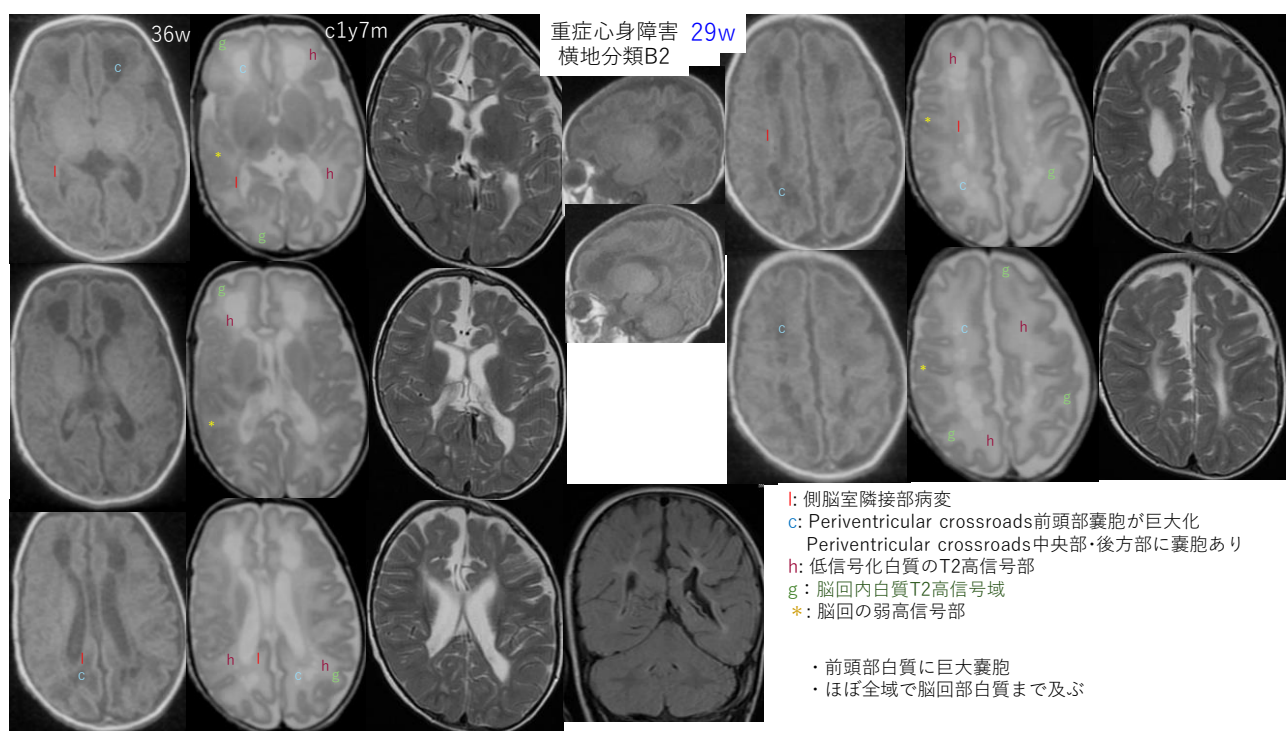 36w
c1y7m
重症心身障害 29w
横地分類B2
g
c
h
c
*
l
l
h
g
g
h
*
l
c
h
l
h
c
g
h
*
l
l
c
c
g
g
c
h
c
*
g
g
h
l: 側脳室隣接部病変
c: Periventricular crossroads前頭部嚢胞が巨大化
Periventricular crossroads中央部・後方部に嚢胞あり
h: 低信号化白質のT2高信号部
g：脳回内白質T2高信号域
*: 脳回の弱高信号部
・前頭部白質に巨大嚢胞
・ほぼ全域で脳回部白質まで及ぶ